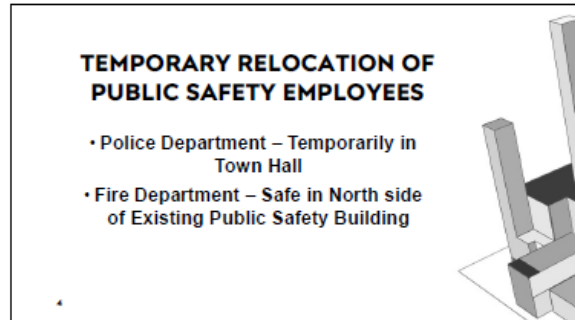 TEMPORARY RELOCATION OF
PUBLIC SAFETY EMPLOYEES
• Police Department – Temporarily in
Town Hall
• Fire Department – Safe in North side
of Existing Public Safety Building
4